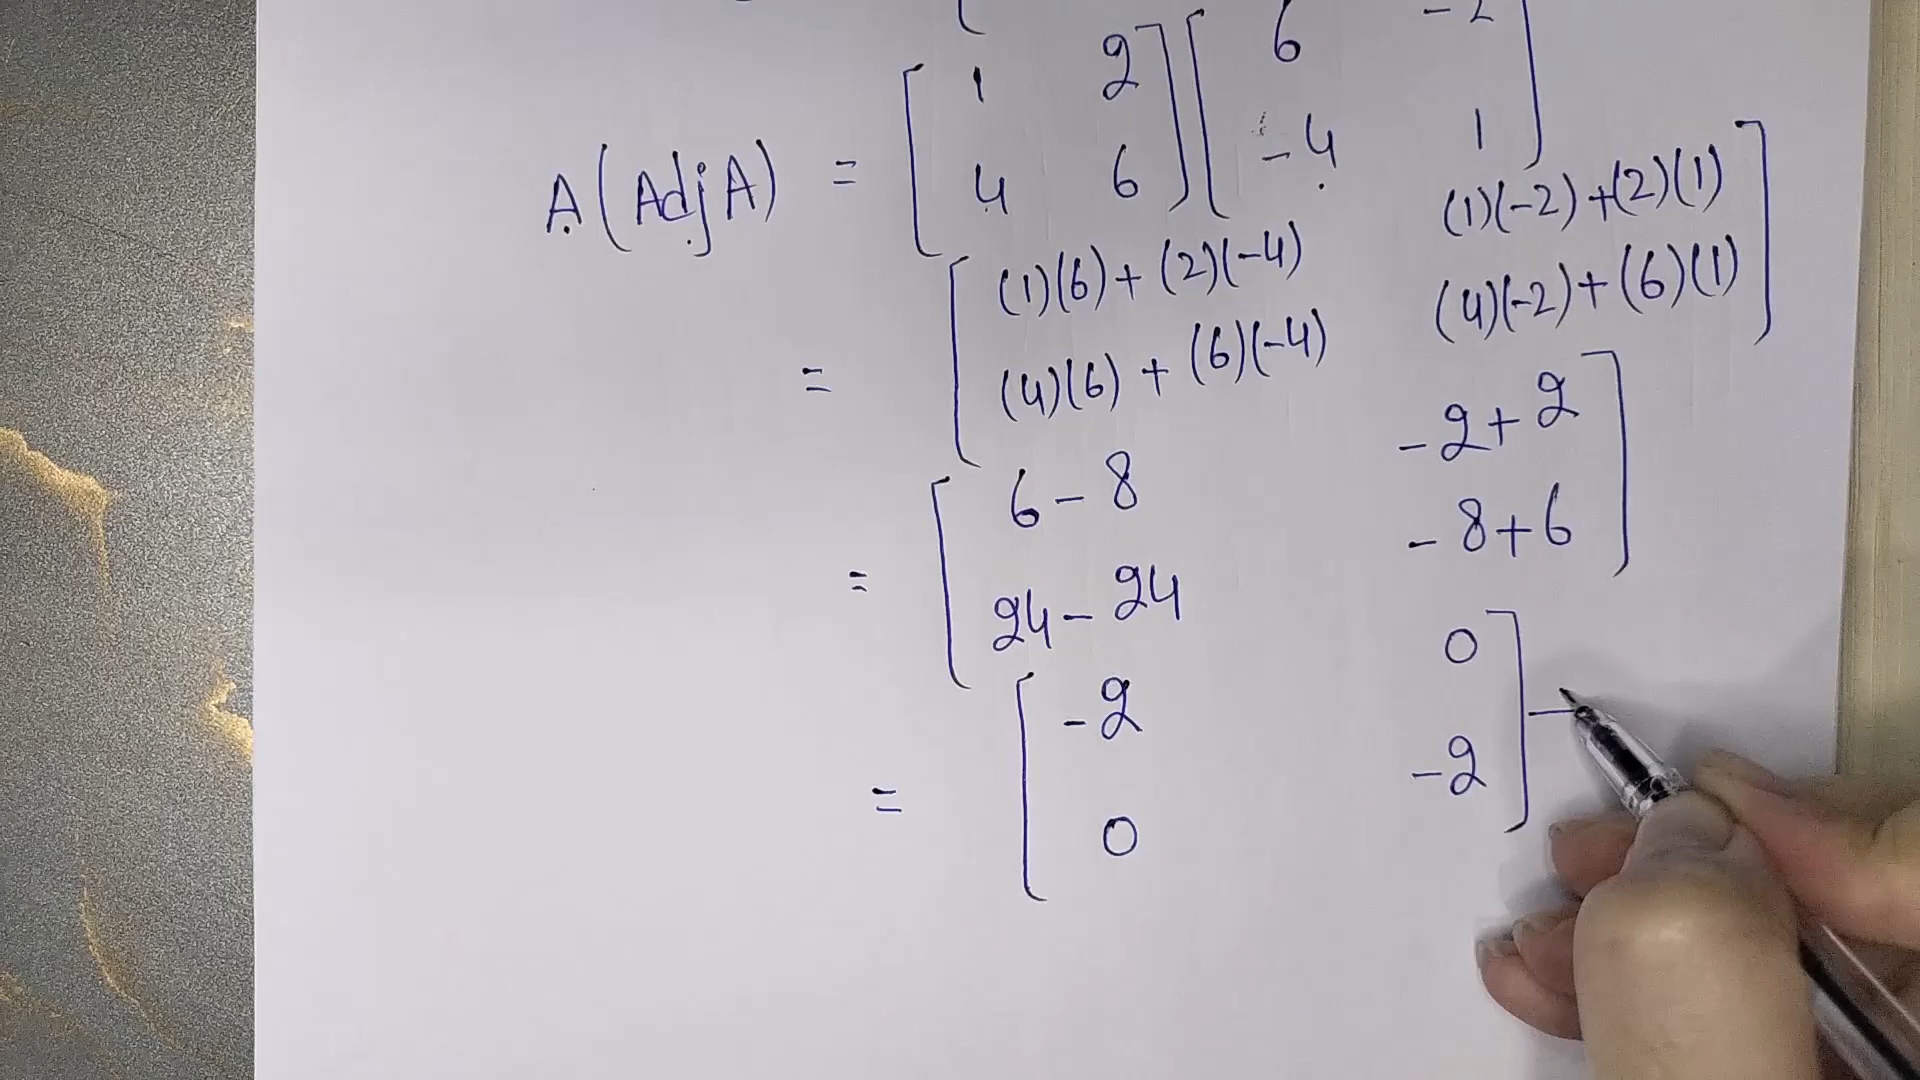 [ 1 2 ] [ 6 -2 ]
A(AdjA) = [ 4 6 ] [ -4 1 ]
[ (1)(6)+(2)(-4) (1)(-2)+(2)(1) ]
= [ (4)(6)+(6)(-4) (4)(-2)+(6)(1) ]
[ 6-8 -2+2 ]
= [ 24-24 -8+6 ]
[ -2 0 ]
= [ 0 -2 ] —